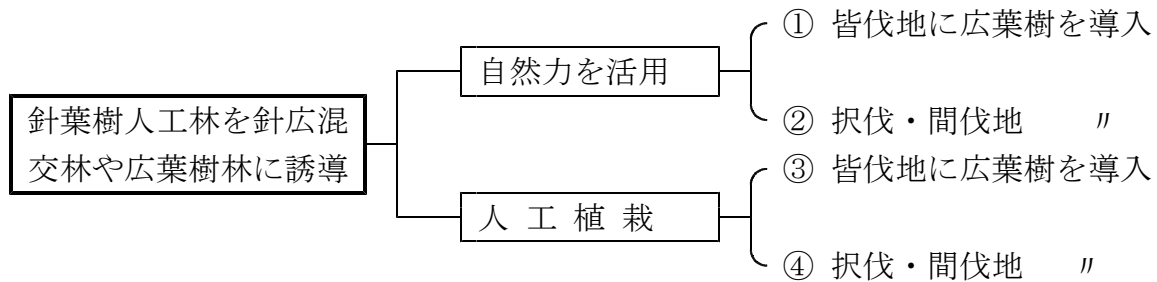 針葉樹人工林を針広混
交林や広葉樹林に誘導
自然力を活用
① 皆伐地に広葉樹を導入
② 択伐・間伐地 〃
人 工 植 栽
③ 皆伐地に広葉樹を導入
④ 択伐・間伐地 〃